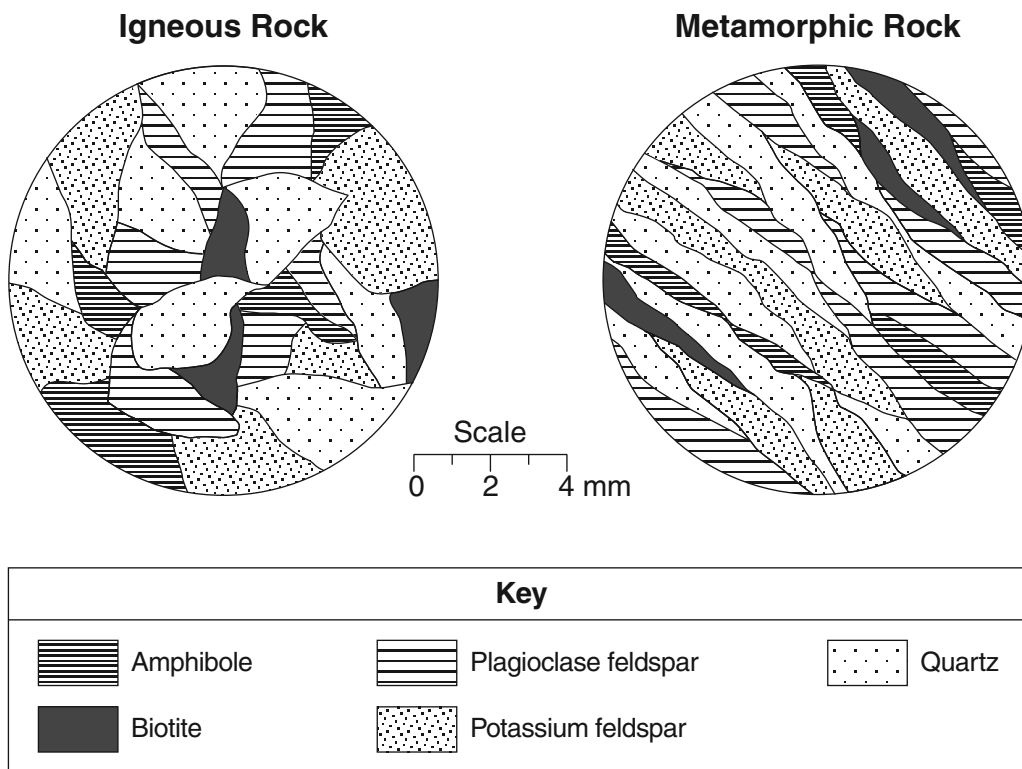 Igneous Rock
Metamorphic Rock
Scale
0 2 4 mm
Key
Amphibole
Plagioclase feldspar
Quartz
Biotite
Potassium feldspar